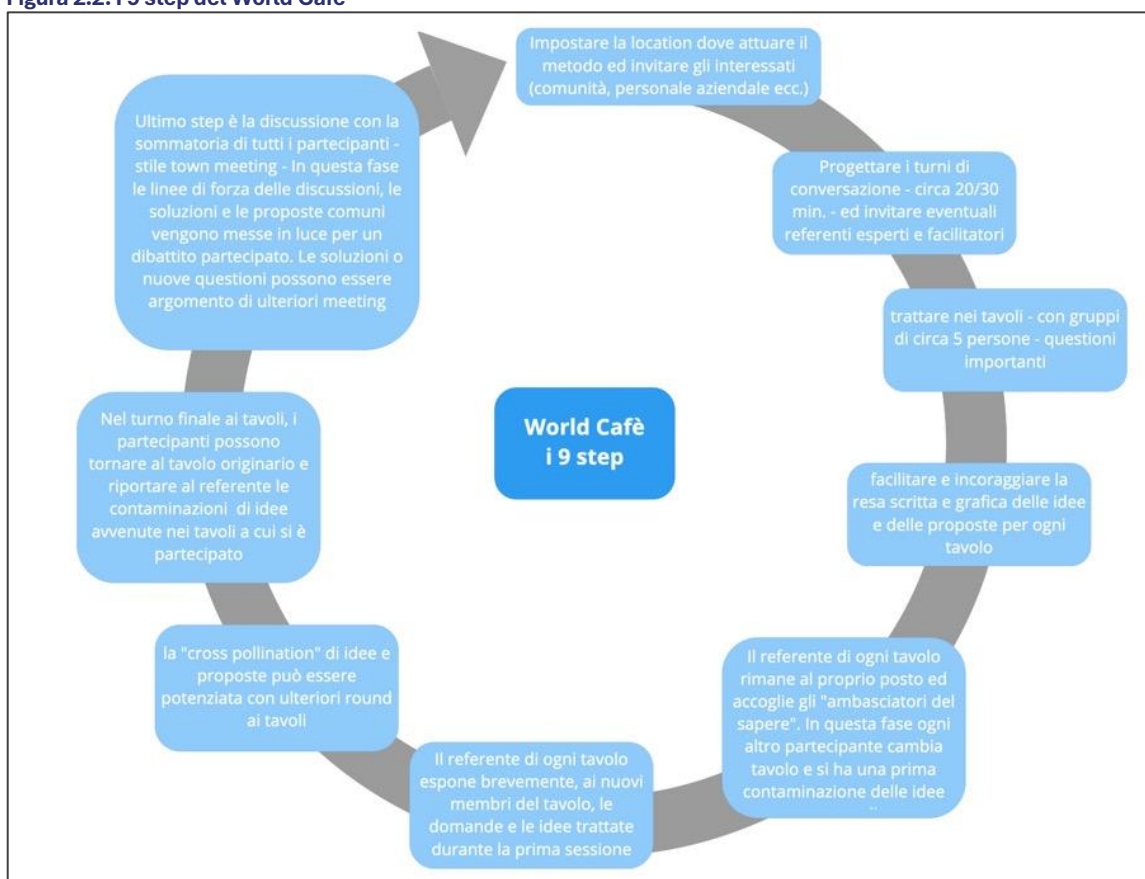 Figura 2.2. I 9 step del World Cafè
Impostare la location dove attuare il
metodo ed invitare gli interessati
(comunità, personale aziendale ecc.)
Progettare i turni di
conversazione - circa 20/30
min. - ed invitare eventuali
referenti esperti e facilitatori
trattare nei tavoli - con gruppi
di circa 5 persone - questioni
importanti
facilitare e incoraggiare la
resa scritta e grafica delle idee
e delle proposte per ogni
tavolo
Il referente di ogni tavolo
rimane al proprio posto ed
accoglie gli "ambasciatori del
sapere". In questa fase ogni
altro partecipante cambia
tavolo e si ha una prima
contaminazione delle idee
Il referente di ogni tavolo
espone brevemente, ai nuovi
membri del tavolo, le
domande e le idee trattate
durante la prima sessione
la "cross pollination" di idee e
proposte può essere
potenziata con ulteriori round
ai tavoli
Nel turno finale ai tavoli, i
partecipanti possono
tornare al tavolo originario e
riportare al referente le
contaminazioni di idee
avvenute nei tavoli a cui si è
partecipato
Ultimo step è la discussione con la
sommatoria di tutti i partecipanti -
stile town meeting - In questa fase
le linee di forza delle discussioni, le
soluzioni e le proposte comuni
vengono messe in luce per un
dibattito partecipato. Le soluzioni o
nuove questioni possono essere
argomento di ulteriori meeting
World Cafè
i 9 step